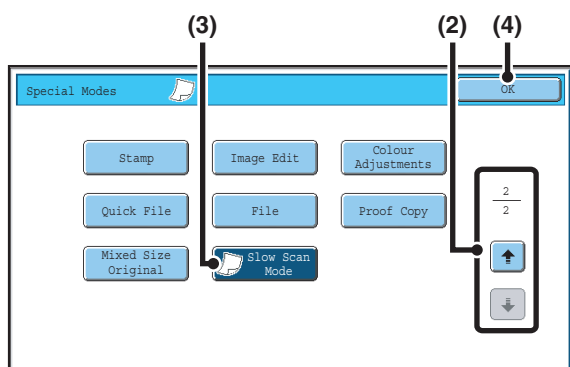 (3) (2) (4)
Special Modes OK
Stamp Image Edit Colour
Adjustments
2
2
Quick File File Proof Copy
Mixed Size
Original
Slow Scan
Mode